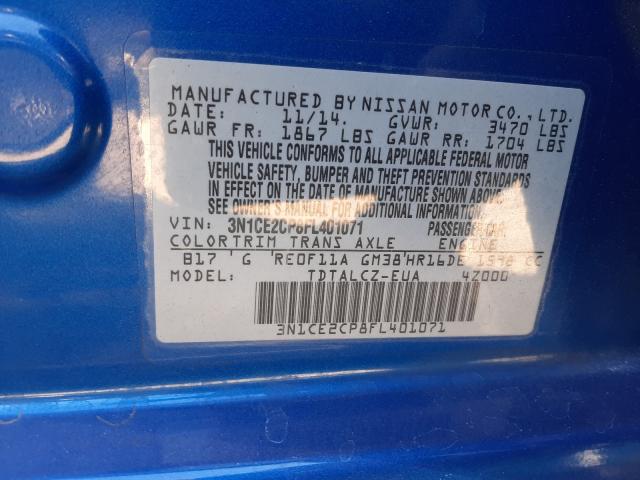 MANUFACTURED BY NISSAN MOTOR CO., LTD.
DATE: 11/14. GVWR: 3470 LBS
GAWR FR: 1867 LBS GAWR RR: 1704 LBS
THIS VEHICLE CONFORMS TO ALL APPLICABLE FEDERAL MOTOR
VEHICLE SAFETY, BUMPER AND THEFT PREVENTION STANDARDS
IN EFFECT ON THE DATE OF MANUFACTURE SHOWN ABOVE.
SEE OWNER'S MANUAL FOR ADDITIONAL INFORMATION.
VIN: 3N1CE2CP8FL401071 PASSENGER CAR
COLOR TRIM TRANS AXLE ENGINE
B17 G RE0F11A GM38 HR16DE 1598 CC
MODEL: TDTALCZ-EUA 4Z000
3N1CE2CP8FL401071